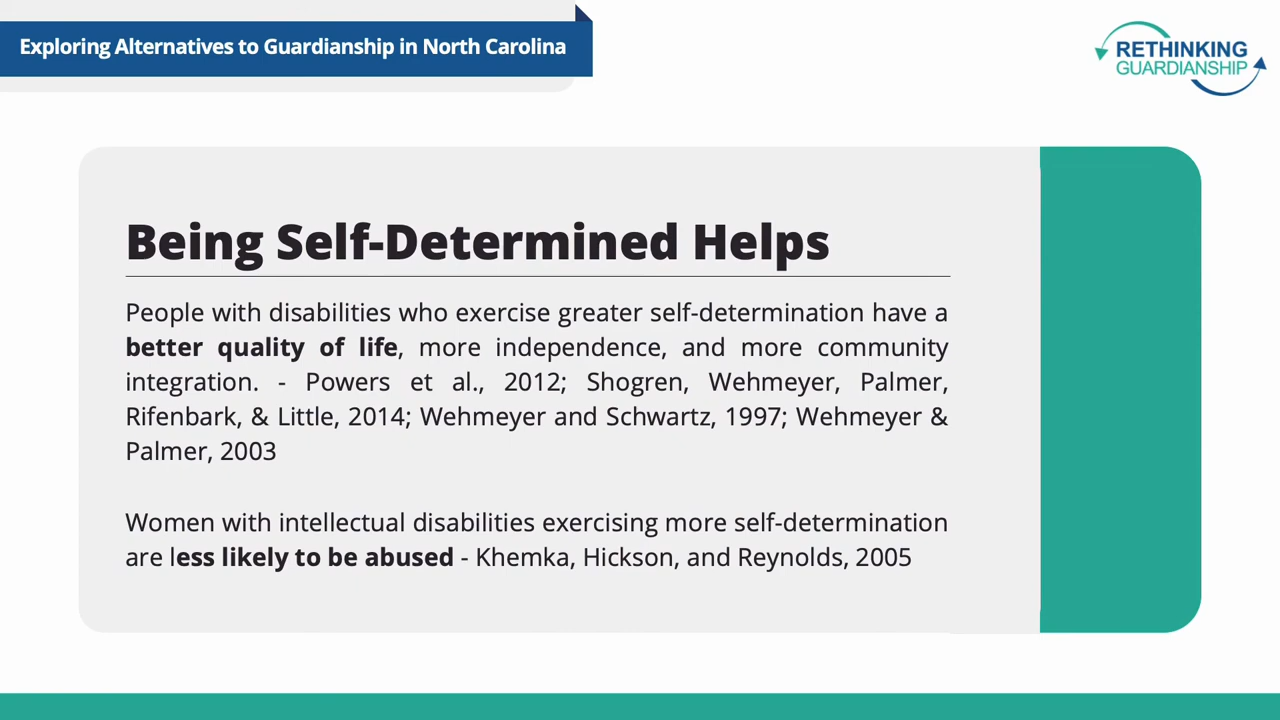 Exploring Alternatives to Guardianship in North Carolina
RETHINKING
GUARDIANSHIP
Being Self-Determined Helps
People with disabilities who exercise greater self-determination have a
better quality of life, more independence, and more community
integration. - Powers et al., 2012; Shogren, Wehmeyer, Palmer,
Rifenbark, & Little, 2014; Wehmeyer and Schwartz, 1997; Wehmeyer &
Palmer, 2003
Women with intellectual disabilities exercising more self-determination
are less likely to be abused - Khemka, Hickson, and Reynolds, 2005